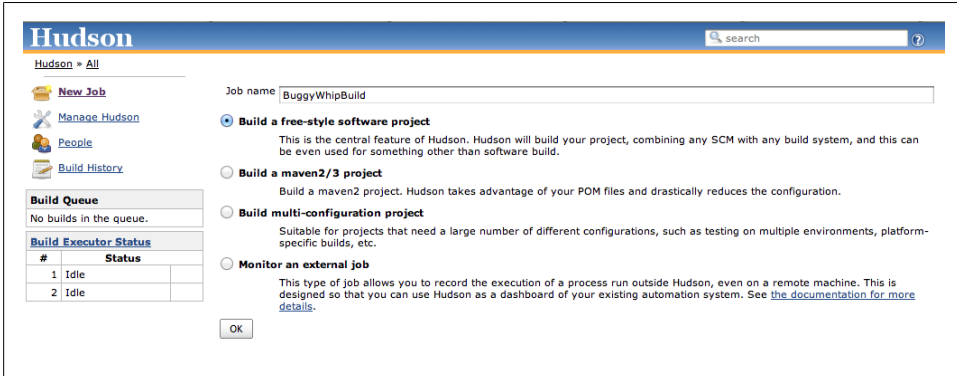 Hudson
search
Hudson » All
New Job
Manage Hudson
People
Build History
Build Queue
No builds in the queue.
Build Executor Status
# Status
1 Idle
2 Idle
Job name BuggyWhipBuild
Build a free-style software project
This is the central feature of Hudson. Hudson will build your project, combining any SCM with any build system, and this can
be even used for something other than software build.
Build a maven2/3 project
Build a maven2 project. Hudson takes advantage of your POM files and drastically reduces the configuration.
Build multi-configuration project
Suitable for projects that need a large number of different configurations, such as testing on multiple environments, platform-
specific builds, etc.
Monitor an external job
This type of job allows you to record the execution of a process run outside Hudson, even on a remote machine. This is
designed so that you can use Hudson as a dashboard of your existing automation system. See the documentation for more
details.
OK